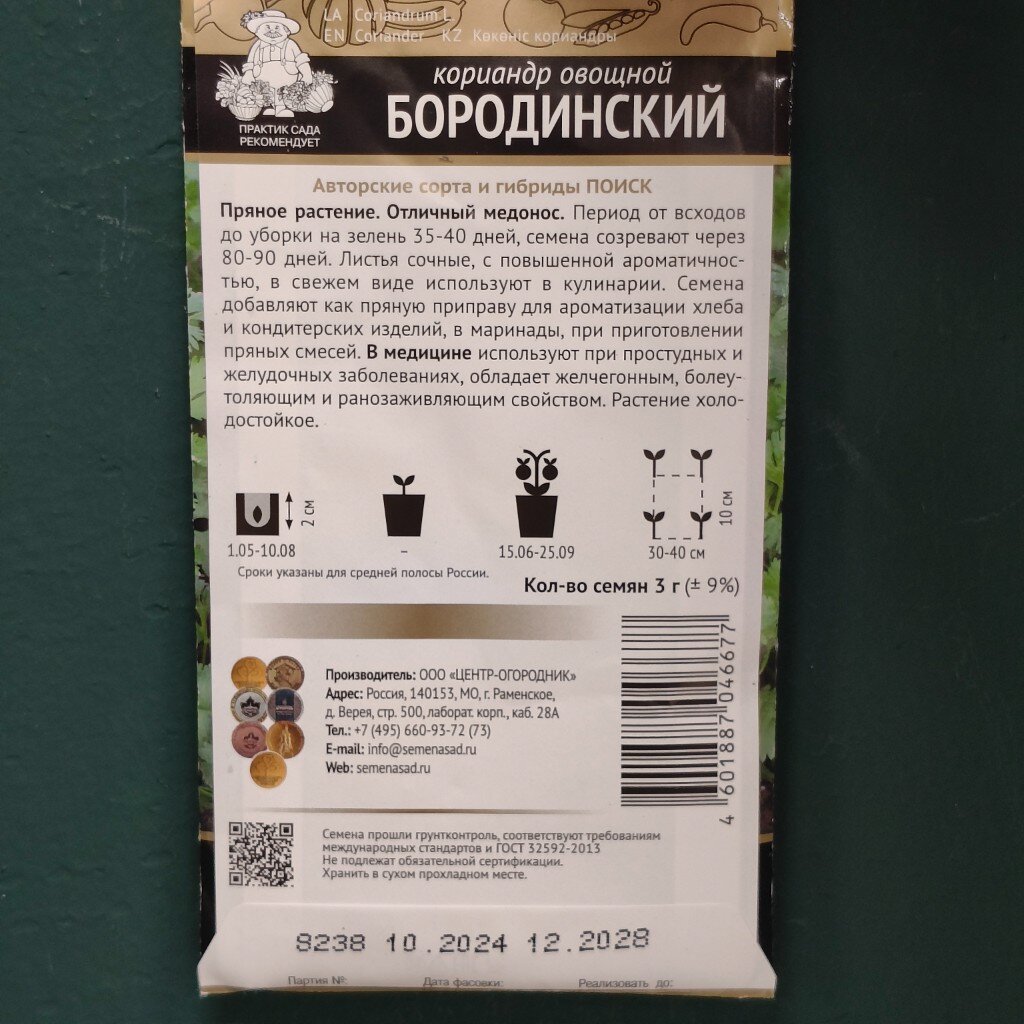 LA Coriandrum L.
EN Coriander KZ Көкөніс кориандры
кориандр овощной
БОРОДИНСКИЙ
ПРАКТИК САДА
РЕКОМЕНДУЕТ
Авторские сорта и гибриды ПОИСК
Пряное растение. Отличный медонос. Период от всходов
до уборки на зелень 35-40 дней, семена созревают через
80-90 дней. Листья сочные, с повышенной ароматичнос-
тью, в свежем виде используют в кулинарии. Семена
добавляют как пряную приправу для ароматизации хлеба
и кондитерских изделий, в маринады, при приготовлении
пряных смесей. В медицине используют при простудных и
желудочных заболеваниях, обладает желчегонным, болеу-
толяющим и ранозаживляющим свойством. Растение холо-
достойкое.
2 см
10 см
1.05-10.08 – 15.06-25.09 30-40 см
Сроки указаны для средней полосы России.
Кол-во семян 3 г (± 9%)
Производитель: ООО «ЦЕНТР-ОГОРОДНИК»
Адрес: Россия, 140153, МО, г. Раменское,
д. Верея, стр. 500, лаборат. корп., каб. 28А
Тел.: +7 (495) 660-93-72 (73)
E-mail: info@semenasad.ru
Web: semenasad.ru
4 601887 046677
Семена прошли грунтконтроль, соответствуют требованиям
международных стандартов и ГОСТ 32592-2013
Не подлежат обязательной сертификации.
Хранить в сухом прохладном месте.
8238 10.2024 12.2028
Партия №: Дата фасовки: Реализовать до: